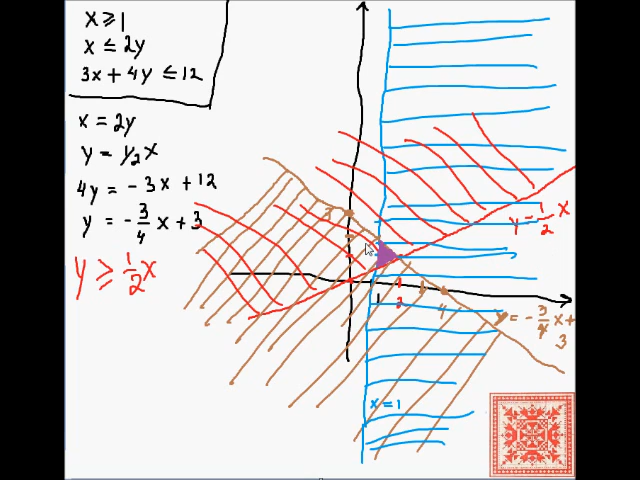 x ≥ 1
x ≤ 2y
3x + 4y ≤ 12
x = 2y
y = 1/2 x
4y = -3x + 12
y = -3/4 x + 3
y ≥ 1/2 x
3
y = 1/2 x
1
4
y = -3/4 x + 3
x = 1